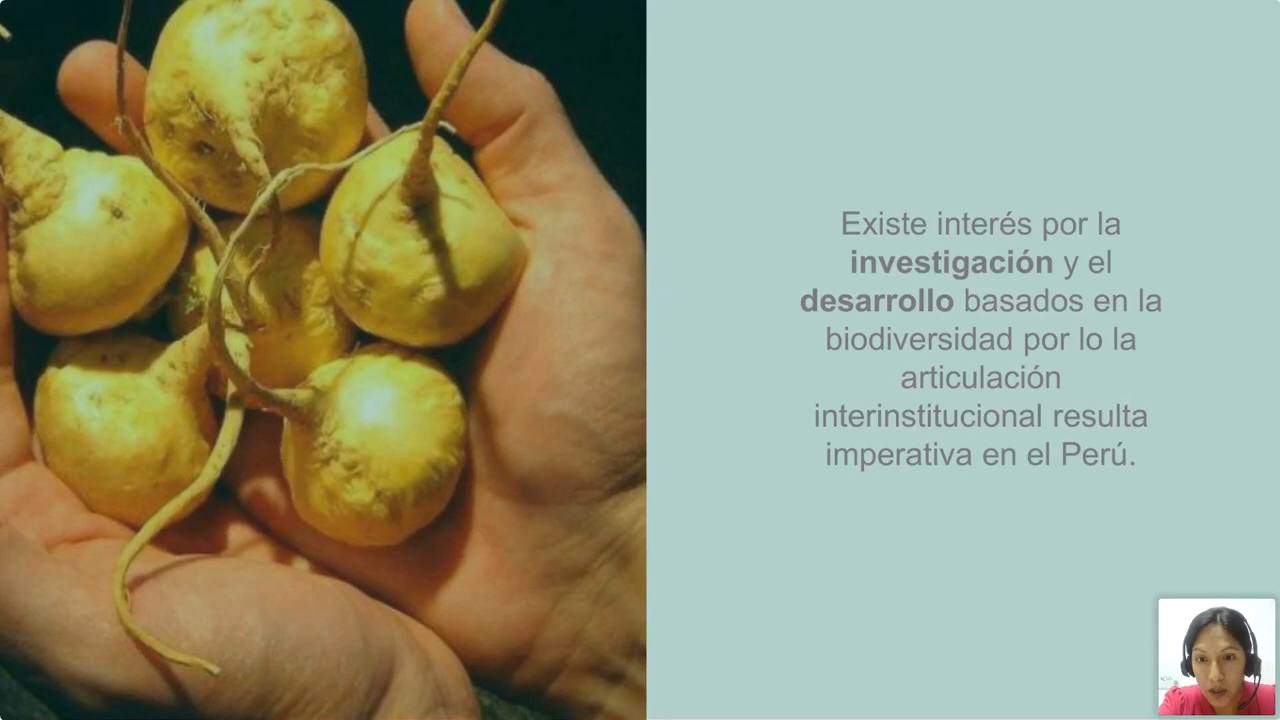 Existe interés por la
investigación y el
desarrollo basados en la
biodiversidad por lo la
articulación
interinstitucional resulta
imperativa en el Perú.